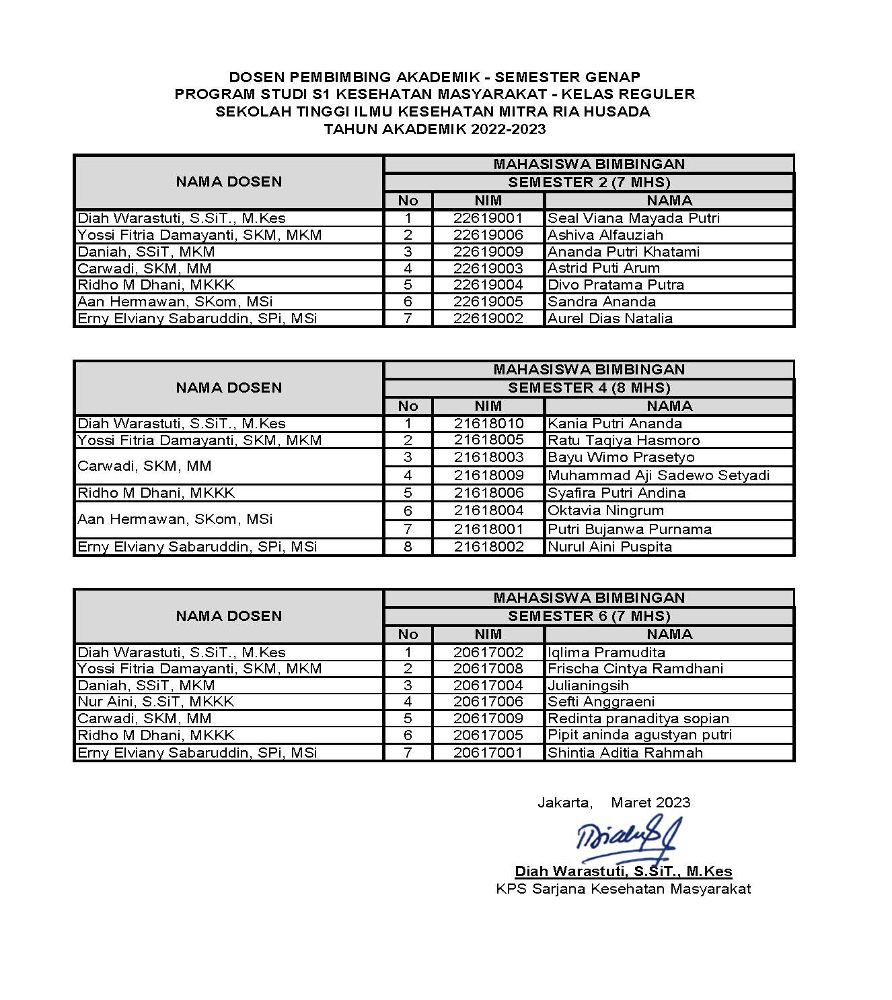 DOSEN PEMBIMBING AKADEMIK - SEMESTER GENAP
PROGRAM STUDI S1 KESEHATAN MASYARAKAT - KELAS REGULER
SEKOLAH TINGGI ILMU KESEHATAN MITRA RIA HUSADA
TAHUN AKADEMIK 2022-2023
NAMA DOSEN
MAHASISWA BIMBINGAN
SEMESTER 2 (7 MHS)
No NIM NAMA
Diah Warastuti, S.SiT., M.Kes 1 22619001 Seal Viana Mayada Putri
Yossi Fitria Damayanti, SKM, MKM 2 22619006 Ashiva Alfauziah
Daniah, SSiT, MKM 3 22619009 Ananda Putri Khatami
Carwadi, SKM, MM 4 22619003 Astrid Puti Arum
Ridho M Dhani, MKKK 5 22619004 Divo Pratama Putra
Aan Hermawan, SKom, MSi 6 22619005 Sandra Ananda
Erny Elviany Sabaruddin, SPi, MSi 7 22619002 Aurel Dias Natalia
NAMA DOSEN
MAHASISWA BIMBINGAN
SEMESTER 4 (8 MHS)
No NIM NAMA
Diah Warastuti, S.SiT., M.Kes 1 21618010 Kania Putri Ananda
Yossi Fitria Damayanti, SKM, MKM 2 21618005 Ratu Taqiya Hasmoro
Carwadi, SKM, MM 3 21618003 Bayu Wimo Prasetyo
4 21618009 Muhammad Aji Sadewo Setyadi
Ridho M Dhani, MKKK 5 21618006 Syafira Putri Andina
Aan Hermawan, SKom, MSi 6 21618004 Oktavia Ningrum
7 21618001 Putri Bujanwa Purnama
Erny Elviany Sabaruddin, SPi, MSi 8 21618002 Nurul Aini Puspita
NAMA DOSEN
MAHASISWA BIMBINGAN
SEMESTER 6 (7 MHS)
No NIM NAMA
Diah Warastuti, S.SiT., M.Kes 1 20617002 Iqlima Pramudita
Yossi Fitria Damayanti, SKM, MKM 2 20617008 Frischa Cintya Ramdhani
Daniah, SSiT, MKM 3 20617004 Julianingsih
Nur Aini, S.SiT, MKKK 4 20617006 Sefti Anggraeni
Carwadi, SKM, MM 5 20617009 Redinta pranaditya sopian
Ridho M Dhani, MKKK 6 20617005 Pipit aninda agustyan putri
Erny Elviany Sabaruddin, SPi, MSi 7 20617001 Shintia Aditia Rahmah
Jakarta, Maret 2023
Diah Warastuti, S.SiT., M.Kes
KPS Sarjana Kesehatan Masyarakat